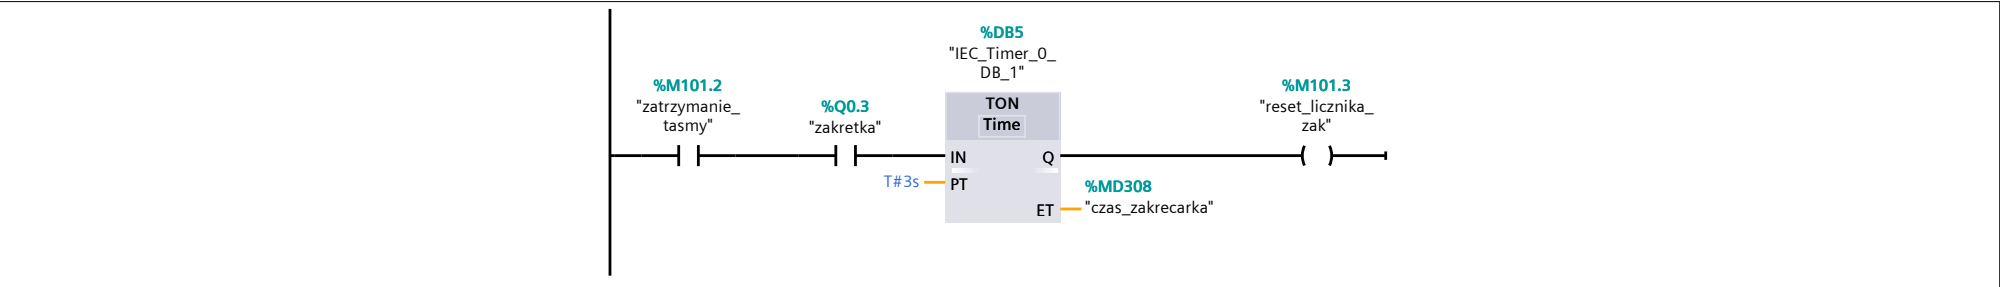 %DB5
"IEC_Timer_0_
DB_1"
%M101.2
"zatrzymanie_
tasmy"
%Q0.3
"zakretka"
TON
Time
%M101.3
"reset_licznika_
zak"
IN
Q
T#3s
PT
%MD308
ET
"czas_zakrecarka"